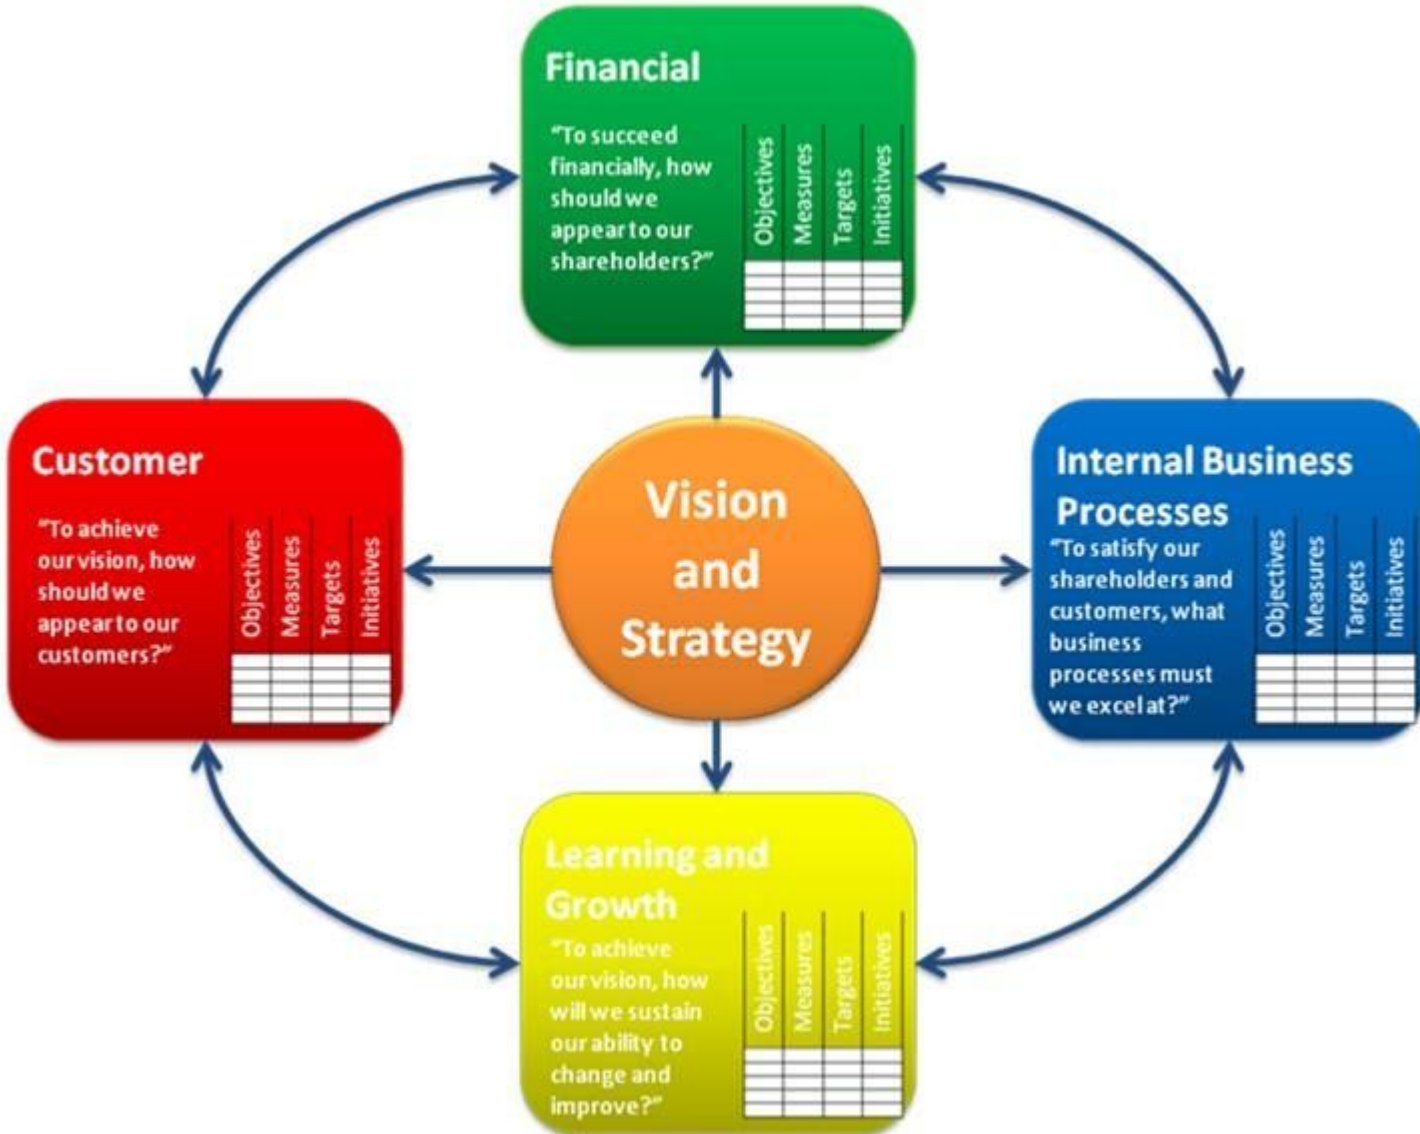 Financial
"To succeed
financially, how
should we
appear to our
shareholders?"
Objectives
Measures
Targets
Initiatives
Customer
"To achieve
our vision, how
should we
appear to our
customers?"
Objectives
Measures
Targets
Initiatives
Vision
and
Strategy
Internal Business
Processes
"To satisfy our
shareholders and
customers, what
business
processes must
we excel at?"
Objectives
Measures
Targets
Initiatives
Learning and
Growth
"To achieve
our vision, how
will we sustain
our ability to
change and
improve?"
Objectives
Measures
Targets
Initiatives